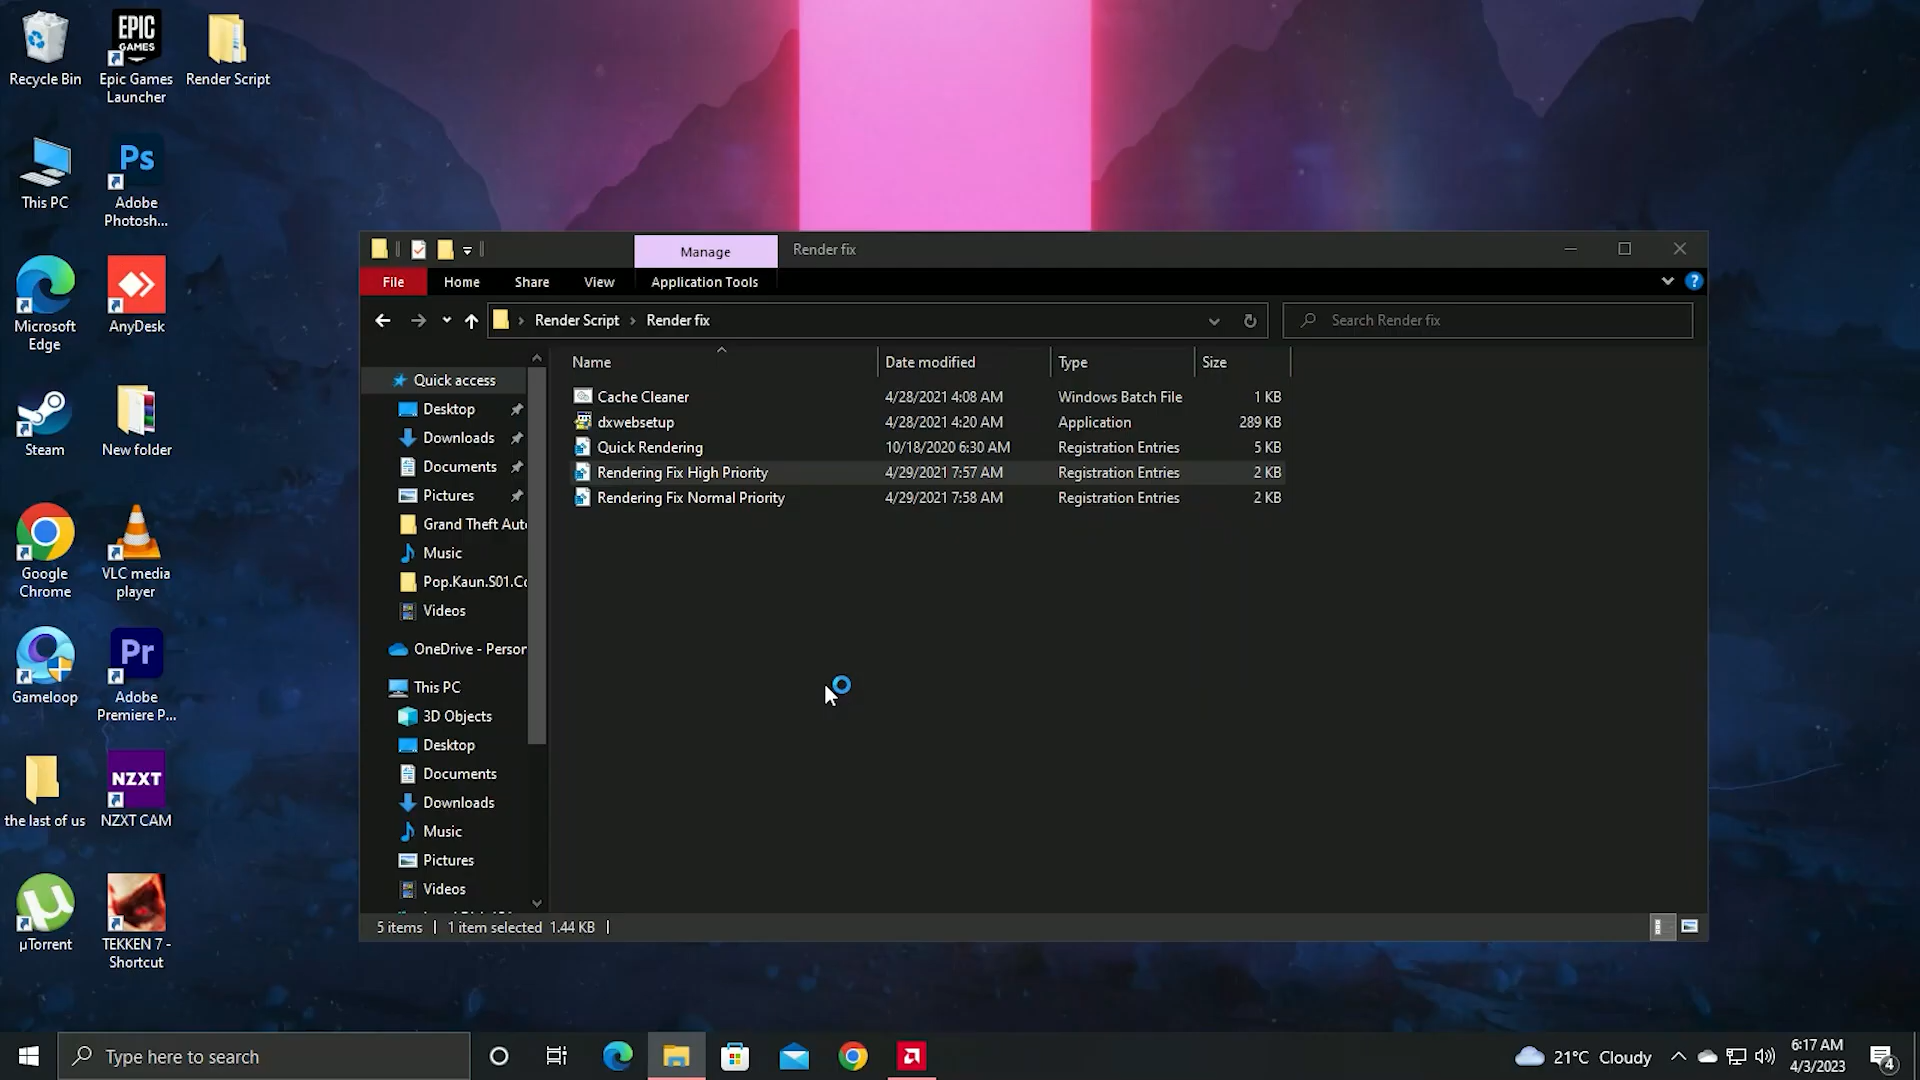 EPIC
GAMES
Recycle Bin
Epic Games
Launcher
Render Script
Ps
This PC
Adobe
Photosh...
Microsoft
Edge
AnyDesk
Steam
New folder
Google
Chrome
VLC media
player
Gameloop
Pr
Adobe
Premiere P...
the last of us
NZXT
NZXT CAM
µTorrent
TEKKEN 7 -
Shortcut
Manage
Render fix
File
Home
Share
View
Application Tools
Render Script
Render fix
Search Render fix
Name
Date modified
Type
Size
Cache Cleaner 4/28/2021 4:08 AM Windows Batch File 1 KB
dxwebsetup 4/28/2021 4:20 AM Application 289 KB
Quick Rendering 10/18/2020 6:30 AM Registration Entries 5 KB
Rendering Fix High Priority 4/29/2021 7:57 AM Registration Entries 2 KB
Rendering Fix Normal Priority 4/29/2021 7:58 AM Registration Entries 2 KB
Quick access
Desktop
Downloads
Documents
Pictures
Grand Theft Aut
Music
Pop.Kaun.S01.Co
Videos
OneDrive - Person
This PC
3D Objects
Desktop
Documents
Downloads
Music
Pictures
Videos
5 items
1 item selected 1.44 KB
Type here to search
21°C Cloudy
6:17 AM
4/3/2023
4